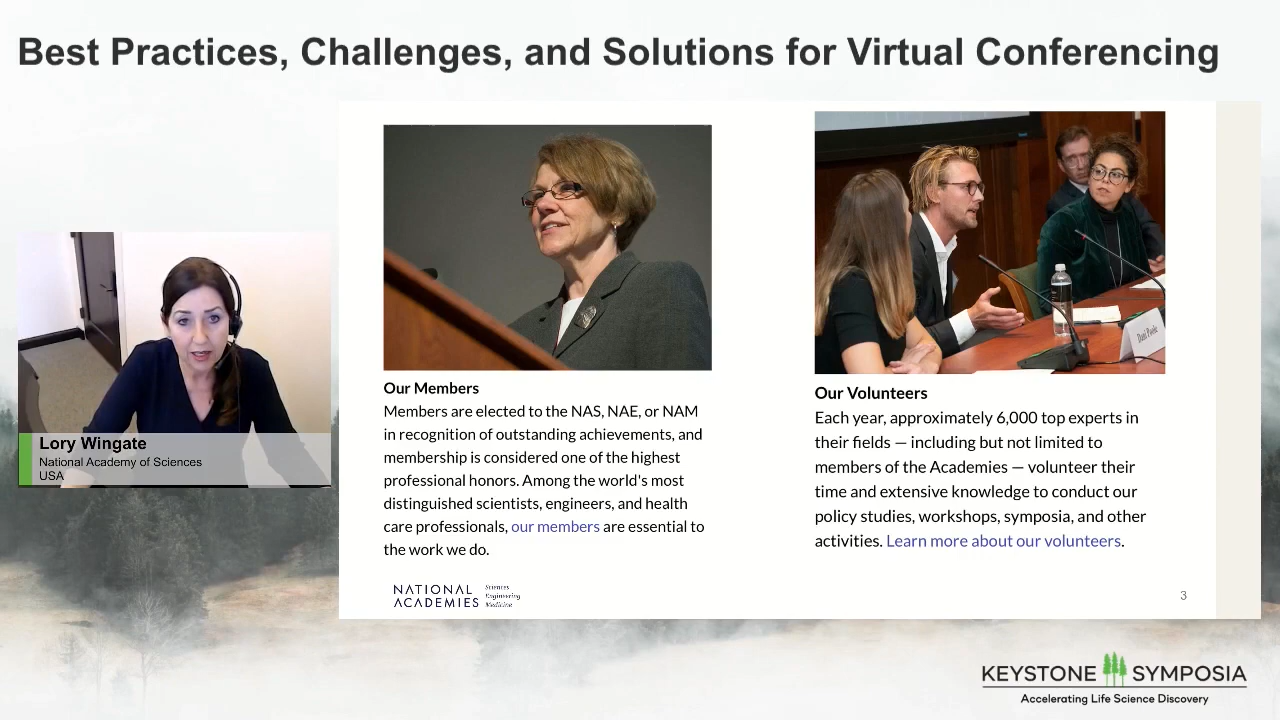 Best Practices, Challenges, and Solutions for Virtual Conferencing
Lory Wingate
National Academy of Sciences
USA
Our Members
Members are elected to the NAS, NAE, or NAM
in recognition of outstanding achievements, and
membership is considered one of the highest
professional honors. Among the world's most
distinguished scientists, engineers, and health
care professionals, our members are essential to
the work we do.
Our Volunteers
Each year, approximately 6,000 top experts in
their fields — including but not limited to
members of the Academies — volunteer their
time and extensive knowledge to conduct our
policy studies, workshops, symposia, and other
activities. Learn more about our volunteers.
NATIONAL ACADEMIES
Sciences
Engineering
Medicine
3
KEYSTONE SYMPOSIA
Accelerating Life Science Discovery